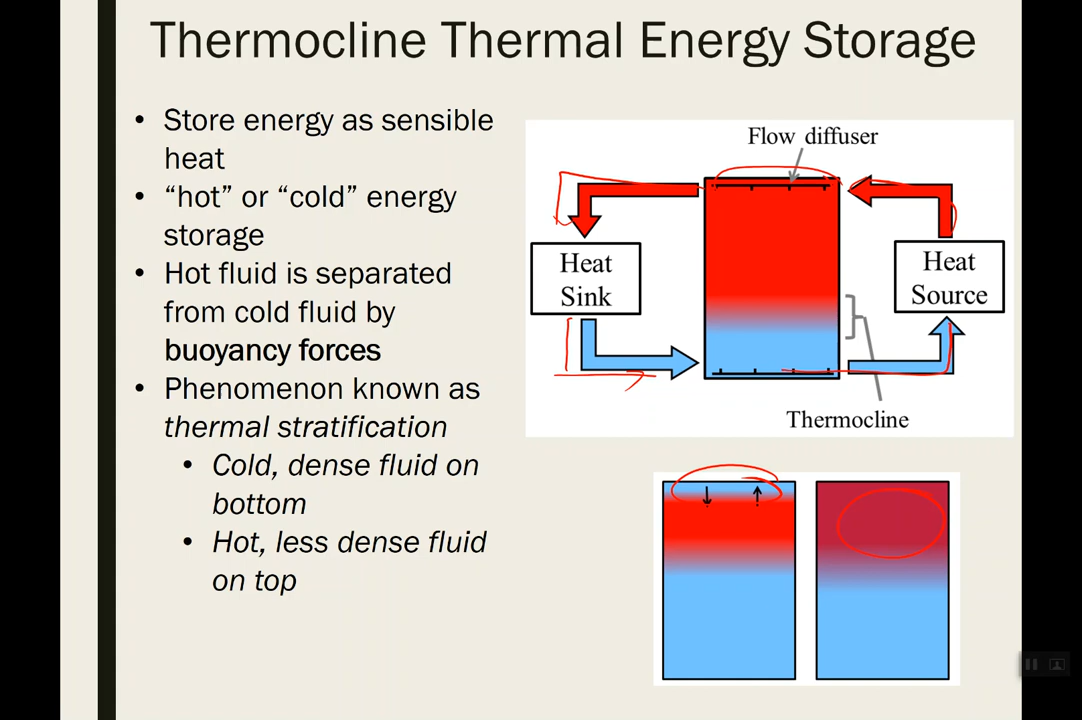 Thermocline Thermal Energy Storage
• Store energy as sensible
heat
• “hot” or “cold” energy
storage
• Hot fluid is separated
from cold fluid by
buoyancy forces
• Phenomenon known as
thermal stratification
• Cold, dense fluid on
bottom
• Hot, less dense fluid
on top
Flow diffuser
Heat
Sink
Heat
Source
Thermocline